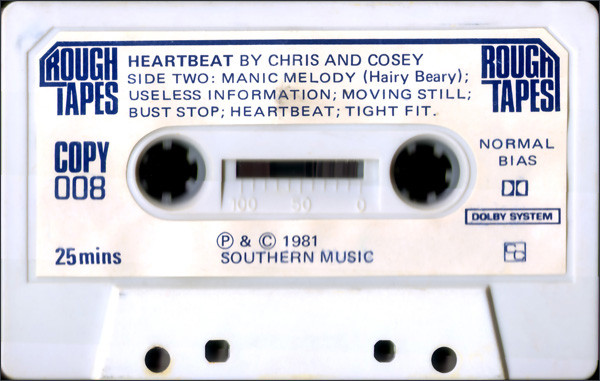 ROUGH
TAPES
HEARTBEAT BY CHRIS AND COSEY
SIDE TWO: MANIC MELODY (Hairy Beary);
USELESS INFORMATION; MOVING STILL;
BUST STOP; HEARTBEAT; TIGHT FIT.
ROUGH
TAPES
COPY
008
NORMAL
BIAS
100 50 0
DOLBY SYSTEM
25 mins
Ⓟ & © 1981
SOUTHERN MUSIC